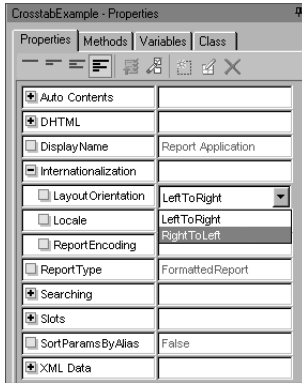 CrosstabExample - Properties
Properties Methods Variables Class
Auto Contents
DHTML
DisplayName Report Application
Internationalization
LayoutOrientation LeftToRight
Locale LeftToRight
RightToLeft
ReportEncoding
ReportType FormattedReport
Searching
Slots
SortParamsByAlias False
XML Data